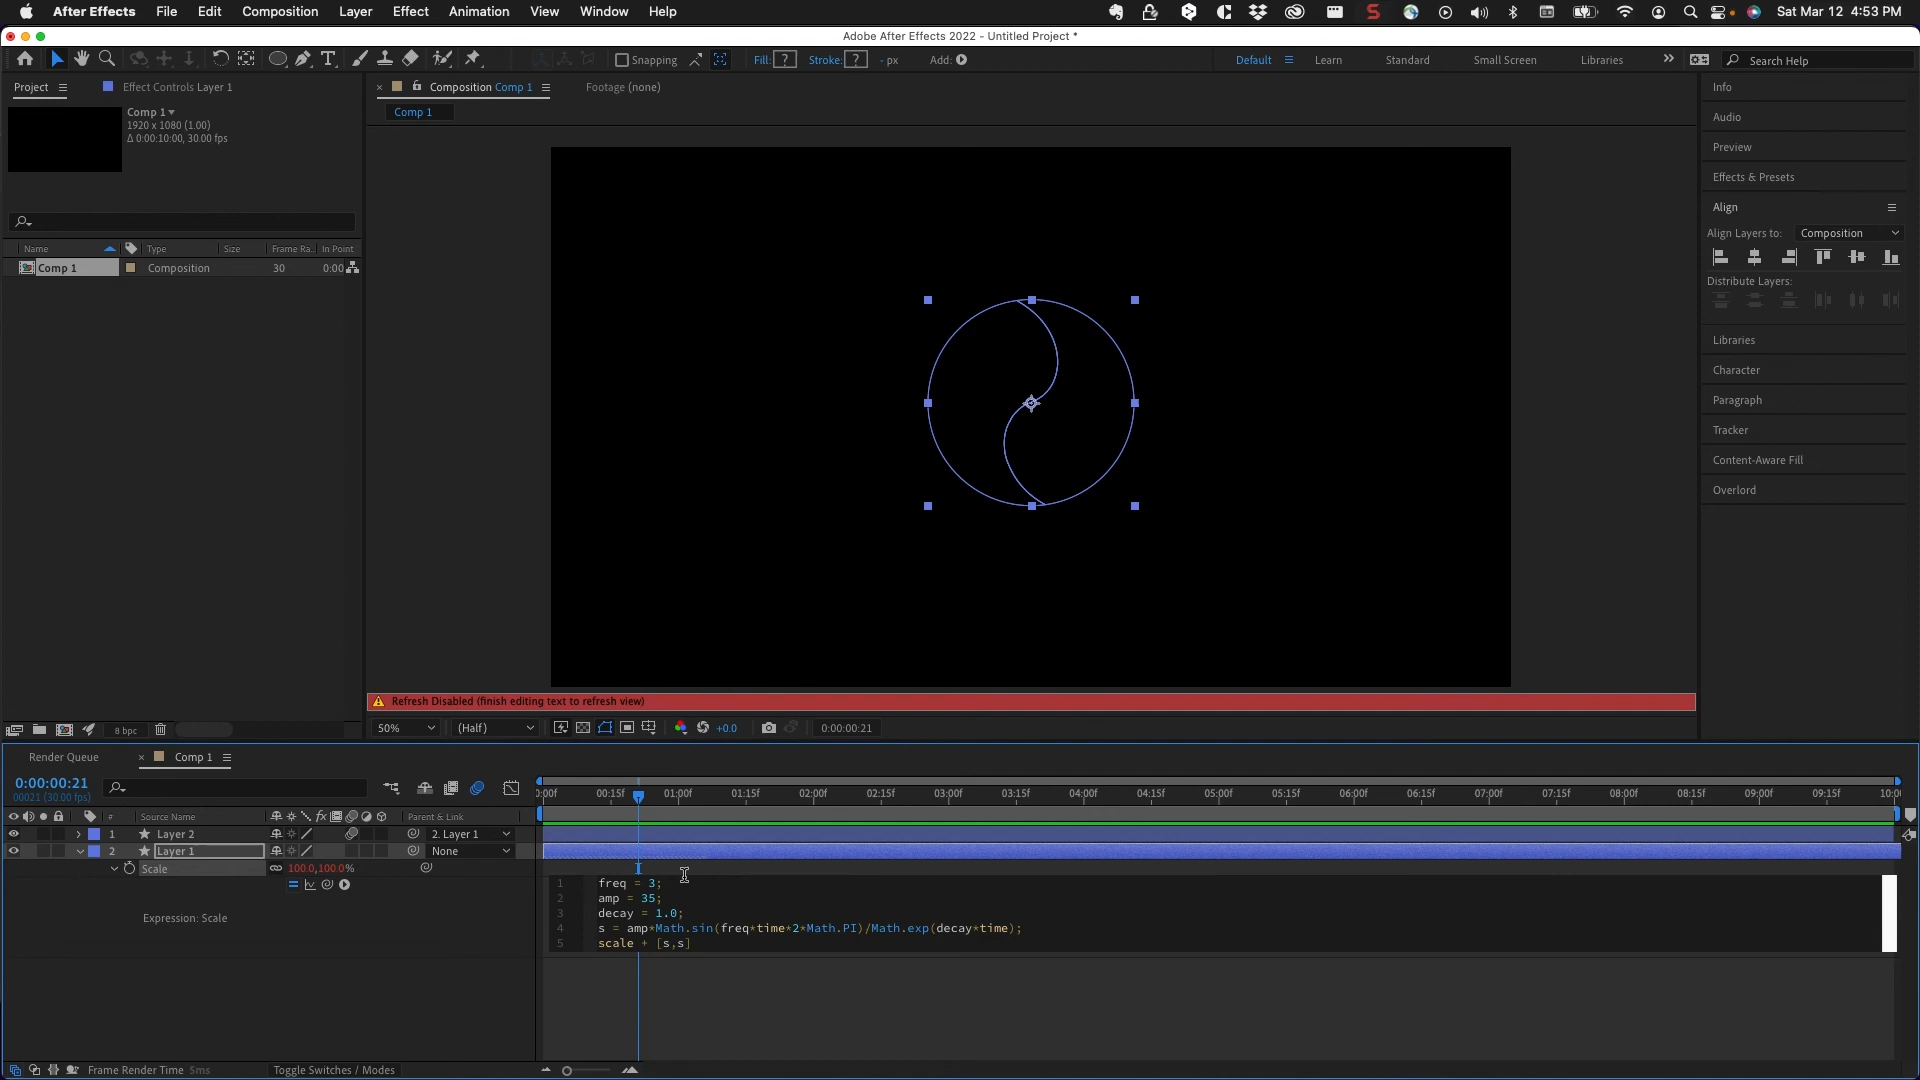 After Effects File Edit Composition Layer Effect Animation View Window Help Sat Mar 12 4:53 PM
Adobe After Effects 2022 - Untitled Project *
Snapping Fill: ? Stroke: ? - px Add: Default Learn Standard Small Screen Libraries Search Help
Project Effect Controls Layer 1
Composition Comp 1 Footage (none)
Comp 1
Comp 1
1920 x 1080 (1.00)
Δ 0:00:10:00, 30.00 fps
Name Type Size Frame Ra... In Point
Comp 1 Composition 30 0:00
Info
Audio
Preview
Effects & Presets
Align
Align Layers to: Composition
Distribute Layers:
Libraries
Character
Paragraph
Tracker
Content-Aware Fill
Overlord
Refresh Disabled (finish editing text to refresh view)
8 bpc
50% (Half) +0.0 0:00:00:21
Render Queue Comp 1
0:00:00:21
00021 (30.00 fps)
0:00f 00:15f 01:00f 01:15f 02:00f 02:15f 03:00f 03:15f 04:00f 04:15f 05:00f 05:15f 06:00f 06:15f 07:00f 07:15f 08:00f 08:15f 09:00f 09:15f 10:00
# Source Name fx Parent & Link
1 Layer 2 2. Layer 1
2 Layer 1 None
Scale 100.0,100.0%
Expression: Scale
1 freq = 3;
2 amp = 35;
3 decay = 1.0;
4 s = amp*Math.sin(freq*time*2*Math.PI)/Math.exp(decay*time);
5 scale + [s,s]
Frame Render Time 5ms Toggle Switches / Modes